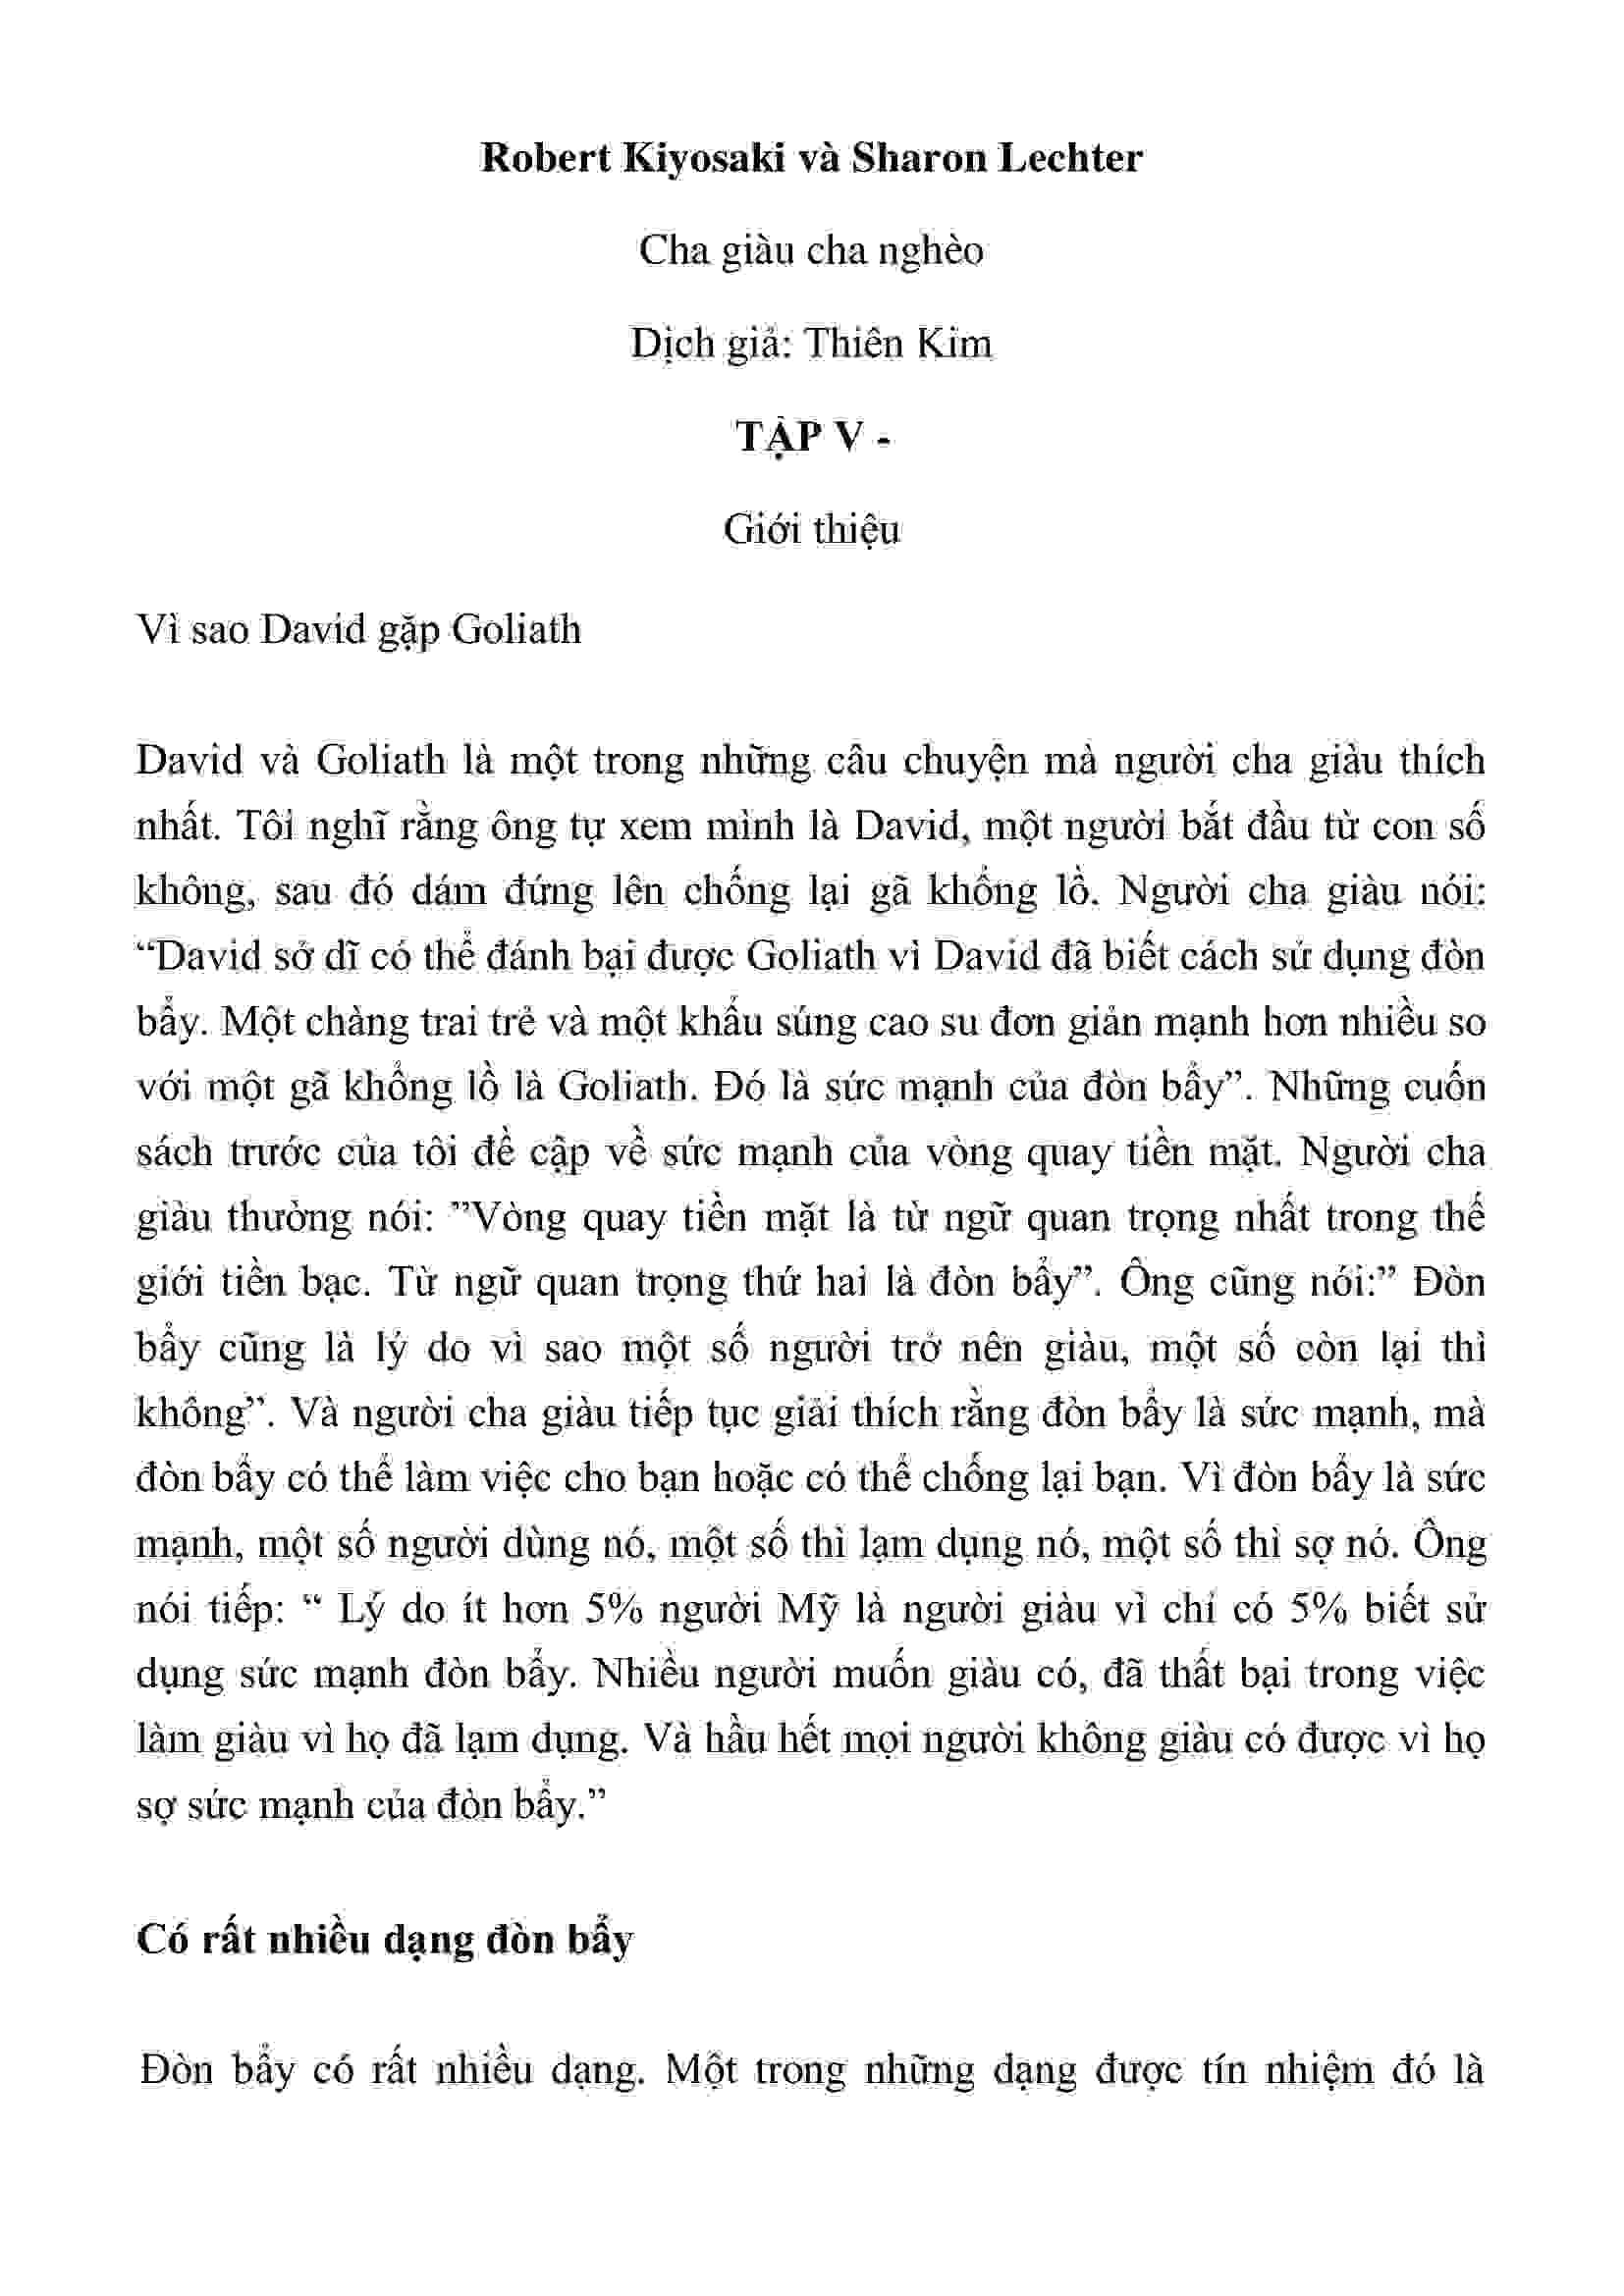 Robert Kiyosaki và Sharon Lechter
Cha giàu cha nghèo
Dịch giả: Thiên Kim
TẬP V -
Giới thiệu
Vì sao David gặp Goliath
David và Goliath là một trong những câu chuyện mà người cha giàu thích
nhất. Tôi nghĩ rằng ông tự xem mình là David, một người bắt đầu từ con số
không, sau đó dám đứng lên chống lại gã khổng lồ. Người cha giàu nói:
“David sở dĩ có thể đánh bại được Goliath vì David đã biết cách sử dụng đòn
bẩy. Một chàng trai trẻ và một khẩu súng cao su đơn giản mạnh hơn nhiều so
với một gã khổng lồ là Goliath. Đó là sức mạnh của đòn bẩy”. Những cuốn
sách trước của tôi đề cập về sức mạnh của vòng quay tiền mặt. Người cha
giàu thường nói: ”Vòng quay tiền mặt là từ ngữ quan trọng nhất trong thế
giới tiền bạc. Từ ngữ quan trọng thứ hai là đòn bẩy”. Ông cũng nói:” Đòn
bẩy cũng là lý do vì sao một số người trở nên giàu, một số còn lại thì
không”. Và người cha giàu tiếp tục giải thích rằng đòn bẩy là sức mạnh, mà
đòn bẩy có thể làm việc cho bạn hoặc có thể chống lại bạn. Vì đòn bẩy là sức
mạnh, một số người dùng nó, một số thì lạm dụng nó, một số thì sợ nó. Ông
nói tiếp: “ Lý do ít hơn 5% người Mỹ là người giàu vì chỉ có 5% biết sử
dụng sức mạnh đòn bẩy. Nhiều người muốn giàu có, đã thất bại trong việc
làm giàu vì họ đã lạm dụng. Và hầu hết mọi người không giàu có được vì họ
sợ sức mạnh của đòn bẩy.”
Có rất nhiều dạng đòn bẩy
Đòn bẩy có rất nhiều dạng. Một trong những dạng được tín nhiệm đó là